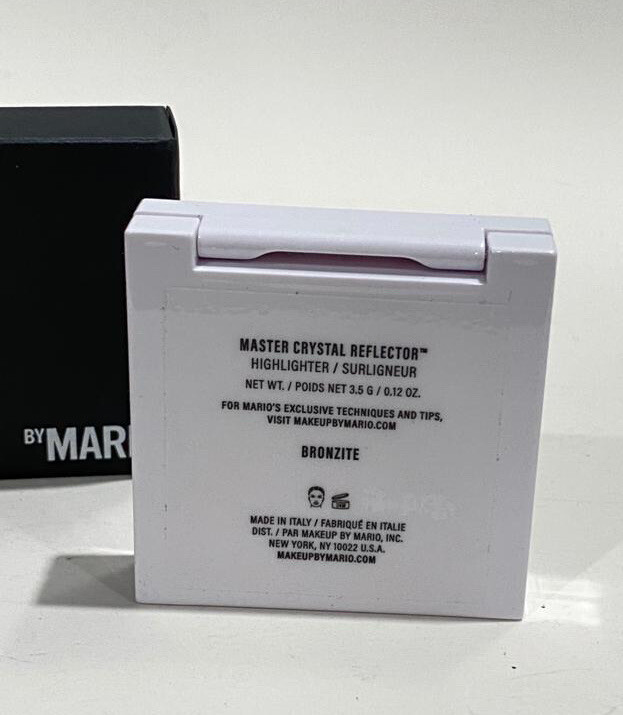 BY MARI
MASTER CRYSTAL REFLECTOR™
HIGHLIGHTER / SURLIGNEUR
NET WT. / POIDS NET 3.5 G / 0.12 OZ.
FOR MARIO'S EXCLUSIVE TECHNIQUES AND TIPS,
VISIT MAKEUPBYMARIO.COM
BRONZITE
MADE IN ITALY / FABRIQUÉ EN ITALIE
DIST. / PAR MAKEUP BY MARIO, INC.
NEW YORK, NY 10022 U.S.A.
MAKEUPBYMARIO.COM